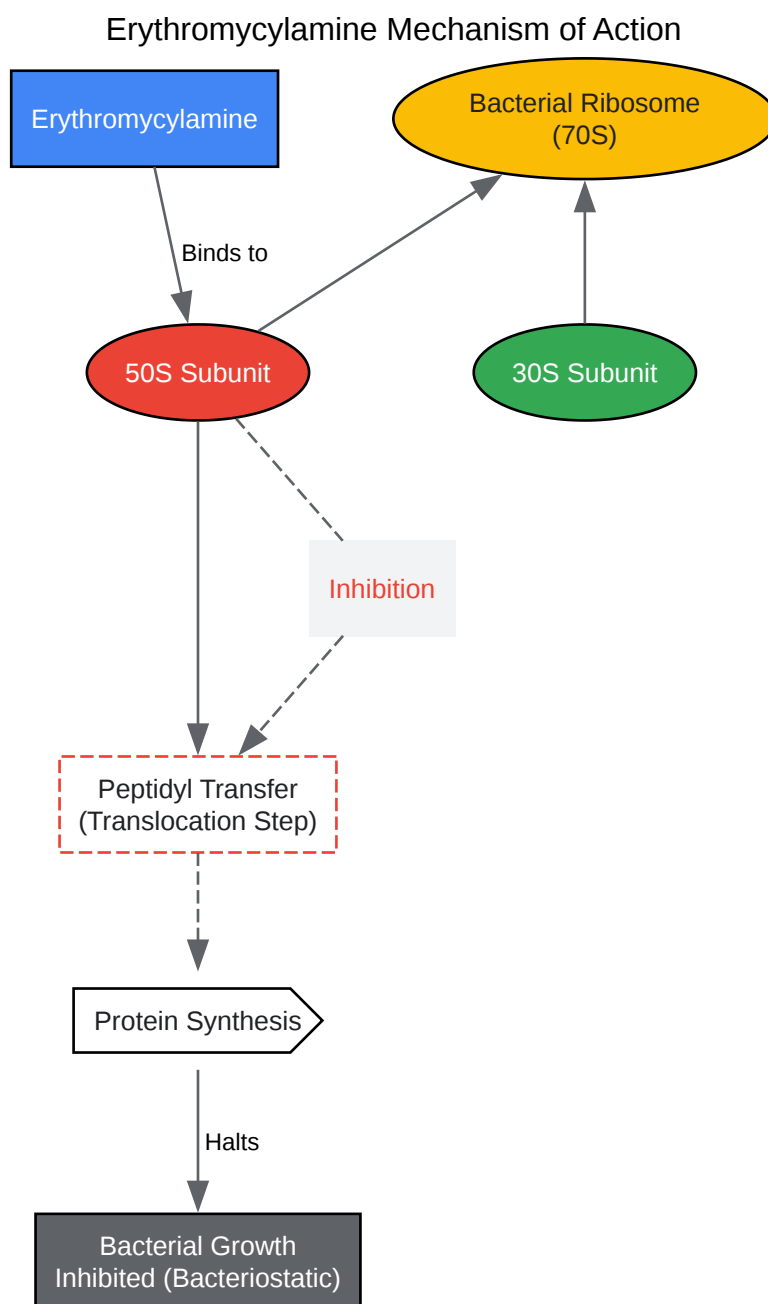 Erythromycylamine Mechanism of Action
Erythromycylamine
Bacterial Ribosome
(70S)
Binds to
50S Subunit
30S Subunit
Inhibition
Peptidyl Transfer
(Translocation Step)
Protein Synthesis
Halts
Bacterial Growth
Inhibited (Bacteriostatic)